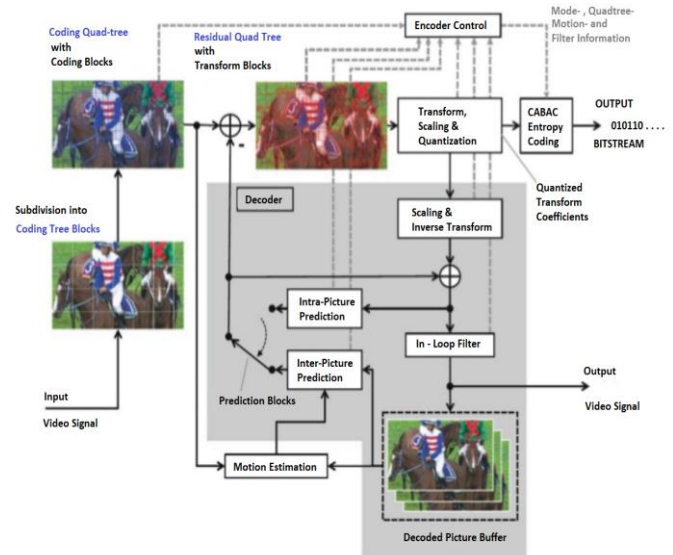 Coding Quad-tree
with
Coding Blocks
Residual Quad Tree
with
Transform Blocks
Encoder Control
Mode- , Quadtree-
Motion- and
Filter Information
Transform,
Scaling &
Quantization
CABAC
Entropy
Coding
OUTPUT
010110 . . . .
BITSTREAM
-
Decoder
Quantized
Transform
Coefficients
Subdivision into
Coding Tree Blocks
Scaling &
Inverse Transform
Intra-Picture
Prediction
In - Loop Filter
Inter-Picture
Prediction
Prediction Blocks
Output
Video Signal
Input
Video Signal
Motion Estimation
Decoded Picture Buffer